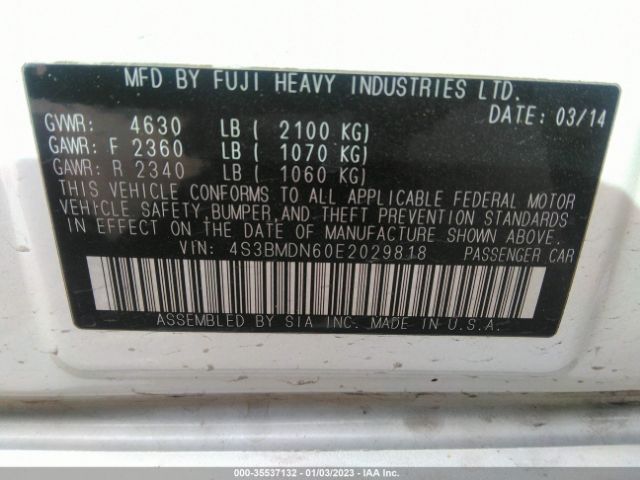 MFD BY FUJI HEAVY INDUSTRIES LTD.
DATE: 03/14
GVWR: 4630 LB ( 2100 KG)
GAWR: F 2360 LB ( 1070 KG)
GAWR: R 2340 LB ( 1060 KG)
THIS VEHICLE CONFORMS TO ALL APPLICABLE FEDERAL MOTOR
VEHICLE SAFETY, BUMPER, AND THEFT PREVENTION STANDARDS
IN EFFECT ON THE DATE OF MANUFACTURE SHOWN ABOVE.
VIN: 4S3BMDN60E2029818 PASSENGER CAR
ASSEMBLED BY SIA INC. MADE IN U.S.A.
000-35537132 - 01/03/2023 - IAA Inc.